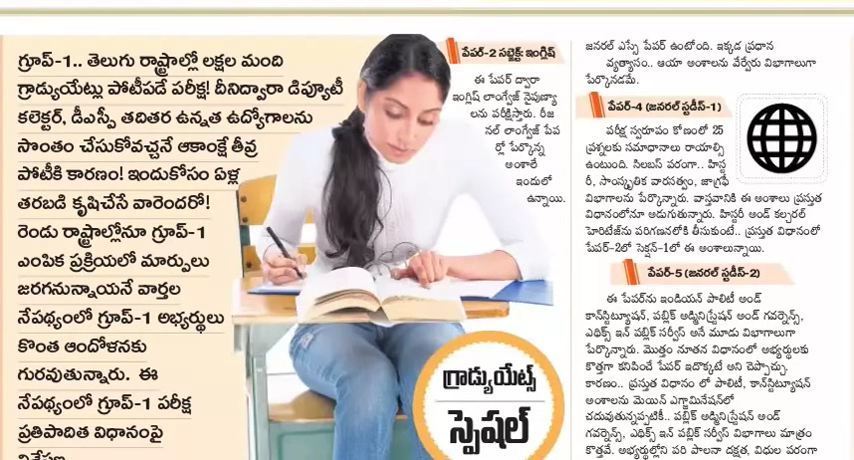 గ్రూప్-1.. తెలుగు రాష్ట్రాల్లో లక్షల మంది
గ్రాడ్యుయేట్లు పోటీపడే పరీక్ష! దీనిద్వారా డిప్యూటీ
కలెక్టర్, డీఎస్పీ తదితర ఉన్నత ఉద్యోగాలను
సొంతం చేసుకోవచ్చనే ఆకాంక్షే తీవ్ర
పోటీకి కారణం! ఇందుకోసం ఏళ్ల
తరబడి కృషిచేసే వారెందరో!
రెండు రాష్ట్రాల్లోనూ గ్రూప్-1
ఎంపిక ప్రక్రియలో మార్పులు
జరగనున్నాయనే వార్తల
నేపథ్యంలో గ్రూప్-1 అభ్యర్థులు
కొంత ఆందోళనకు
గురవుతున్నారు. ఈ
నేపథ్యంలో గ్రూప్-1 పరీక్ష
ప్రతిపాదిత విధానంపై
గ్రాడ్యుయేట్స్
స్పెషల్
పేపర్-2 సబ్జెక్ట్: ఇంగ్లిష్
ఈ పేపర్ ద్వారా
ఇంగ్లిష్ లాంగ్వేజ్ నైపుణ్యా
లను పరీక్షిస్తారు. రీజ
నల్ లాంగ్వేజ్ పేప
ర్లో పేర్కొన్న
అంశాలే
ఇందులో
ఉన్నాయి.
జనరల్ ఎస్సే పేపర్ ఉంటోంది. ఇక్కడ ప్రధాన
వ్యత్యాసం.. ఆయా అంశాలను వేర్వేరు విభాగాలుగా
పేర్కొనడమే.
పేపర్-4 (జనరల్ స్టడీస్-1)
పరీక్ష స్వరూపం కోణంలో 25
ప్రశ్నలకు సమాధానాలు రాయాల్సి
ఉంటుంది. సిలబస్ పరంగా.. హిస్ట
రీ, సాంస్కృతిక వారసత్వం, జాగ్రఫీ
విభాగాలను పేర్కొన్నారు. వాస్తవానికి ఈ అంశాలు ప్రస్తుత
విధానంలోనూ అడుగుతున్నారు. హిస్టరీ అండ్ కల్చరల్
హెరిటేజ్‌ను పరిగణనలోకి తీసుకుంటే.. ప్రస్తుత విధానంలో
పేపర్-2లో సెక్షన్-1లో ఈ అంశాలున్నాయి.
పేపర్-5 (జనరల్ స్టడీస్-2)
ఈ పేపర్‌ను ఇండియన్ పాలిటీ అండ్
కాన్‌స్టిట్యూషన్, పబ్లిక్ అడ్మినిస్ట్రేషన్ అండ్ గవర్నెన్స్,
ఎథిక్స్ ఇన్ పబ్లిక్ సర్వీస్ అనే మూడు విభాగాలుగా
పేర్కొన్నారు. మొత్తం నూతన విధానంలో అభ్యర్థులకు
కొత్తగా కనిపించే పేపర్ ఇదొక్కటే అని చెప్పొచ్చు.
కారణం.. ప్రస్తుత విధానం లో పాలిటీ, కాన్‌స్టిట్యూషన్
అంశాలను మెయిన్ ఎగ్జామినేషన్‌లో
చదువుతున్నప్పటికీ.. పబ్లిక్ అడ్మినిస్ట్రేషన్ అండ్
గవర్నెన్స్, ఎథిక్స్ ఇన్ పబ్లిక్ సర్వీస్ విభాగాలు మాత్రం
కొత్తవే. అభ్యర్థుల్లోని పరి పాలనా దక్షత, విధుల పరంగా